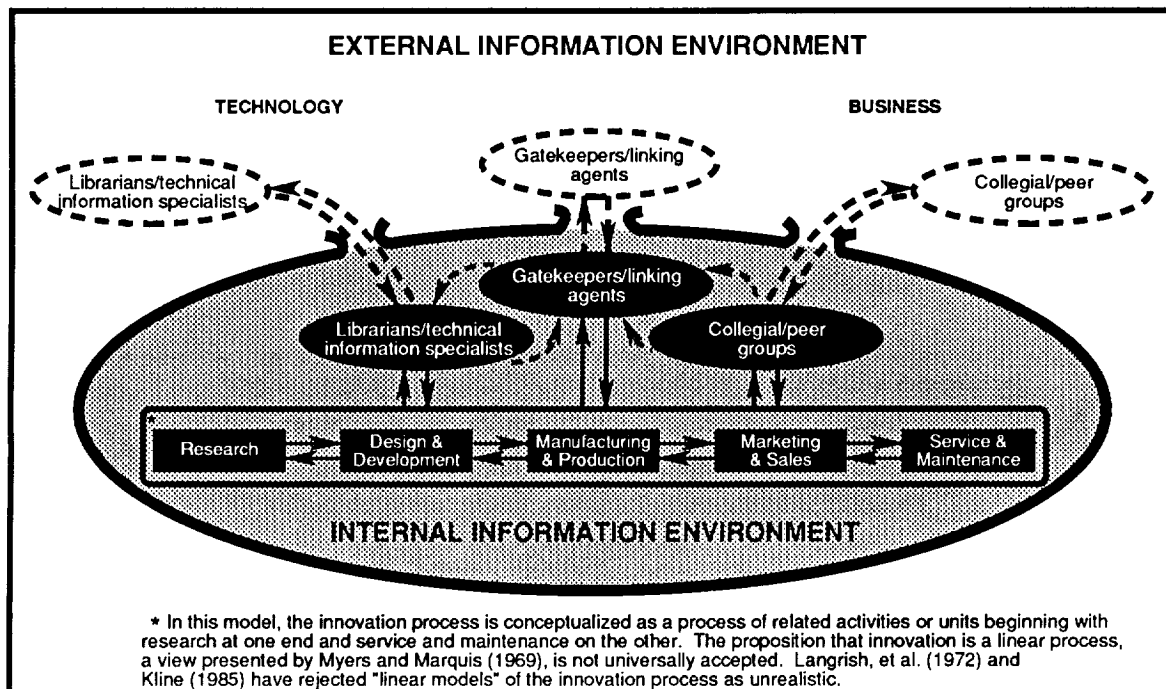 EXTERNAL INFORMATION ENVIRONMENT
TECHNOLOGY
BUSINESS
Gatekeepers/linking
agents
Librarians/technical
information specialists
Collegial/peer
groups
Gatekeepers/linking
agents
Librarians/technical
information specialists
Collegial/peer
groups
*
Research
Design &
Development
Manufacturing
& Production
Marketing
& Sales
Service &
Maintenance
INTERNAL INFORMATION ENVIRONMENT
* In this model, the innovation process is conceptualized as a process of related activities or units beginning with
research at one end and service and maintenance on the other. The proposition that innovation is a linear process,
a view presented by Myers and Marquis (1969), is not universally accepted. Langrish, et al. (1972) and
Kline (1985) have rejected "linear models" of the innovation process as unrealistic.